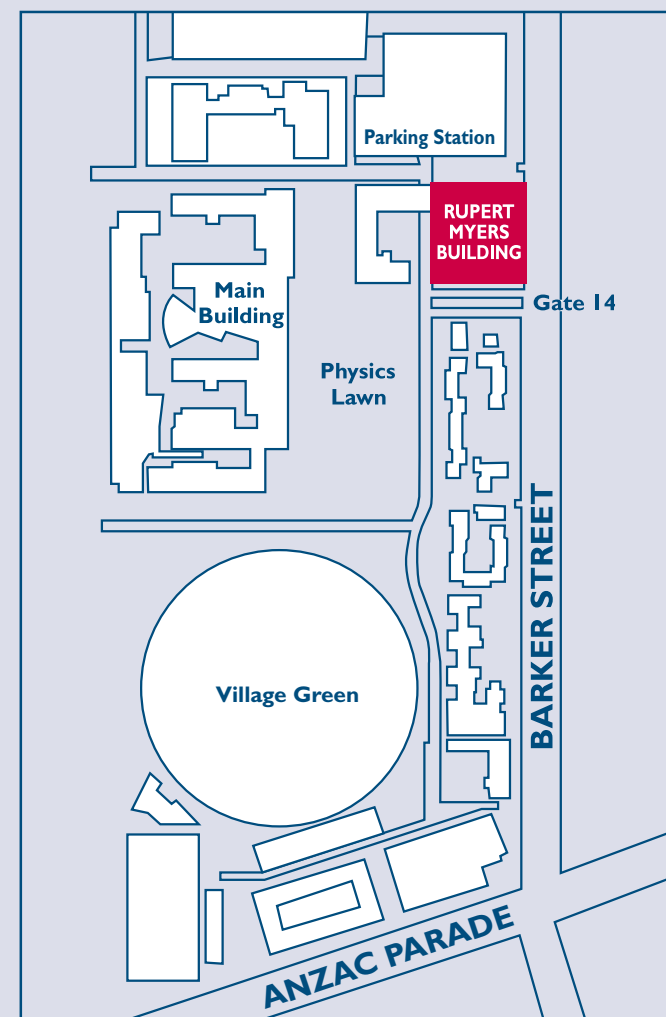 Parking Station
RUPERT
MYERS
BUILDING
Gate 14
Main
Building
Physics
Lawn
BARKER STREET
Village Green
ANZAC PARADE